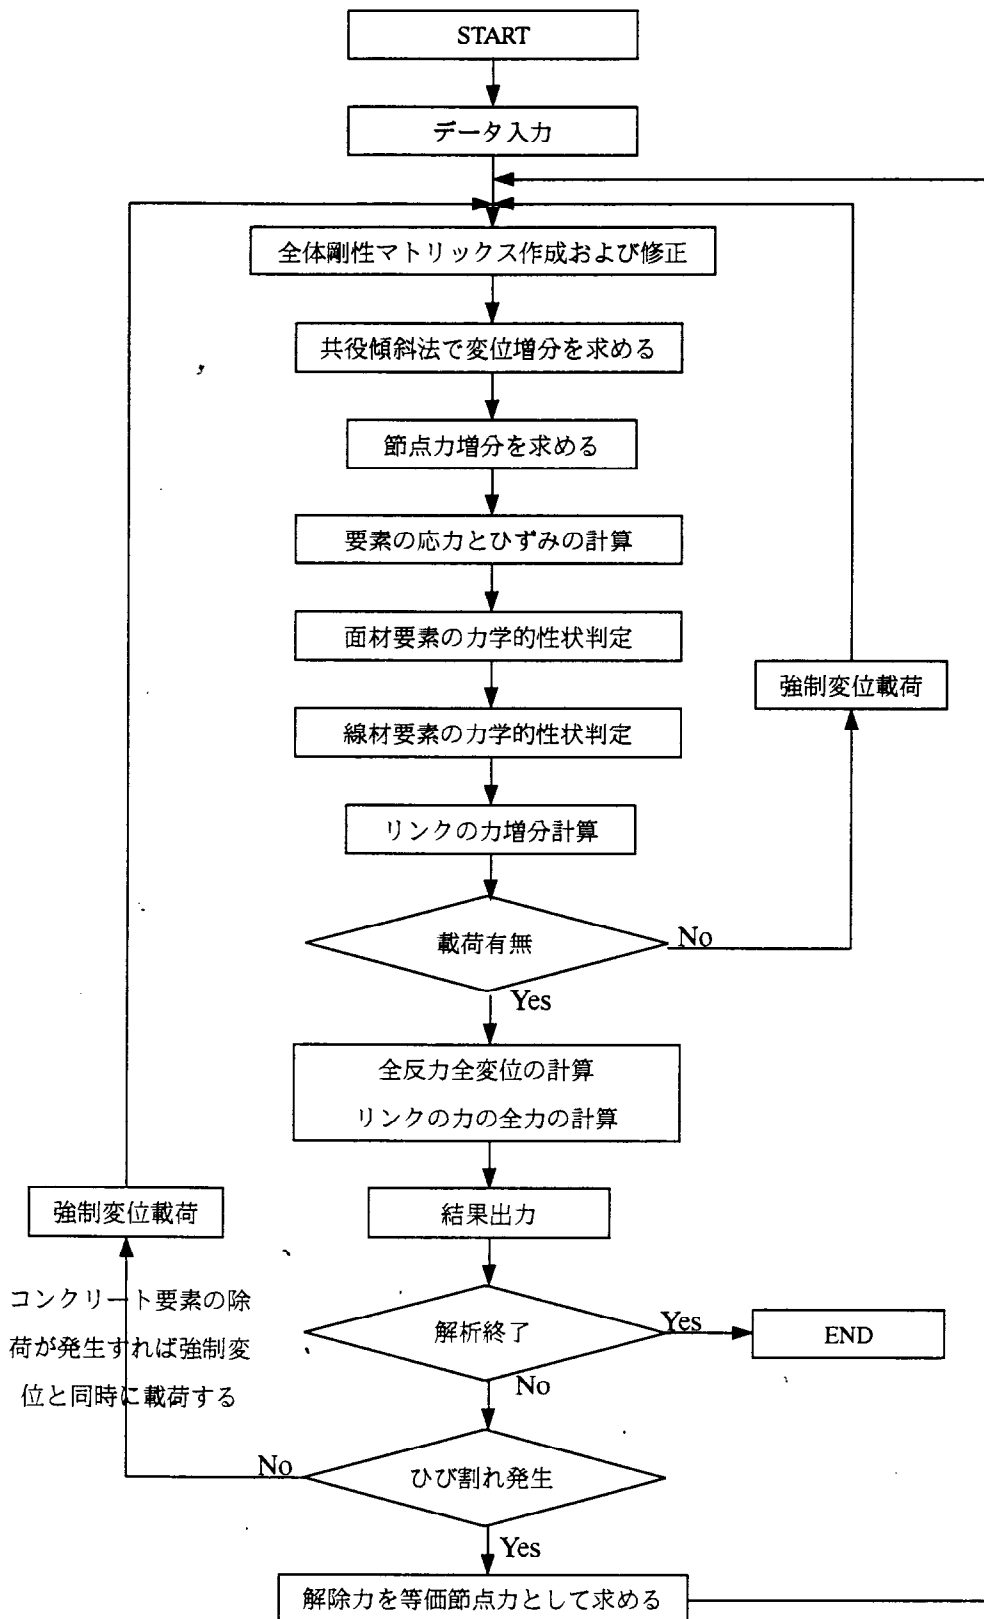 START
データ入力
全体剛性マトリックス作成および修正
共役傾斜法で変位増分を求める
節点力増分を求める
要素の応力とひずみの計算
面材要素の力学的性状判定
強制変位載荷
線材要素の力学的性状判定
リンクの力増分計算
載荷有無
No
Yes
全反力全変位の計算
リンクの力の全力の計算
強制変位載荷
結果出力
コンクリート要素の除
荷が発生すれば強制変
位と同時に載荷する
解析終了
Yes
END
No
ひび割れ発生
No
Yes
解除力を等価節点力として求める